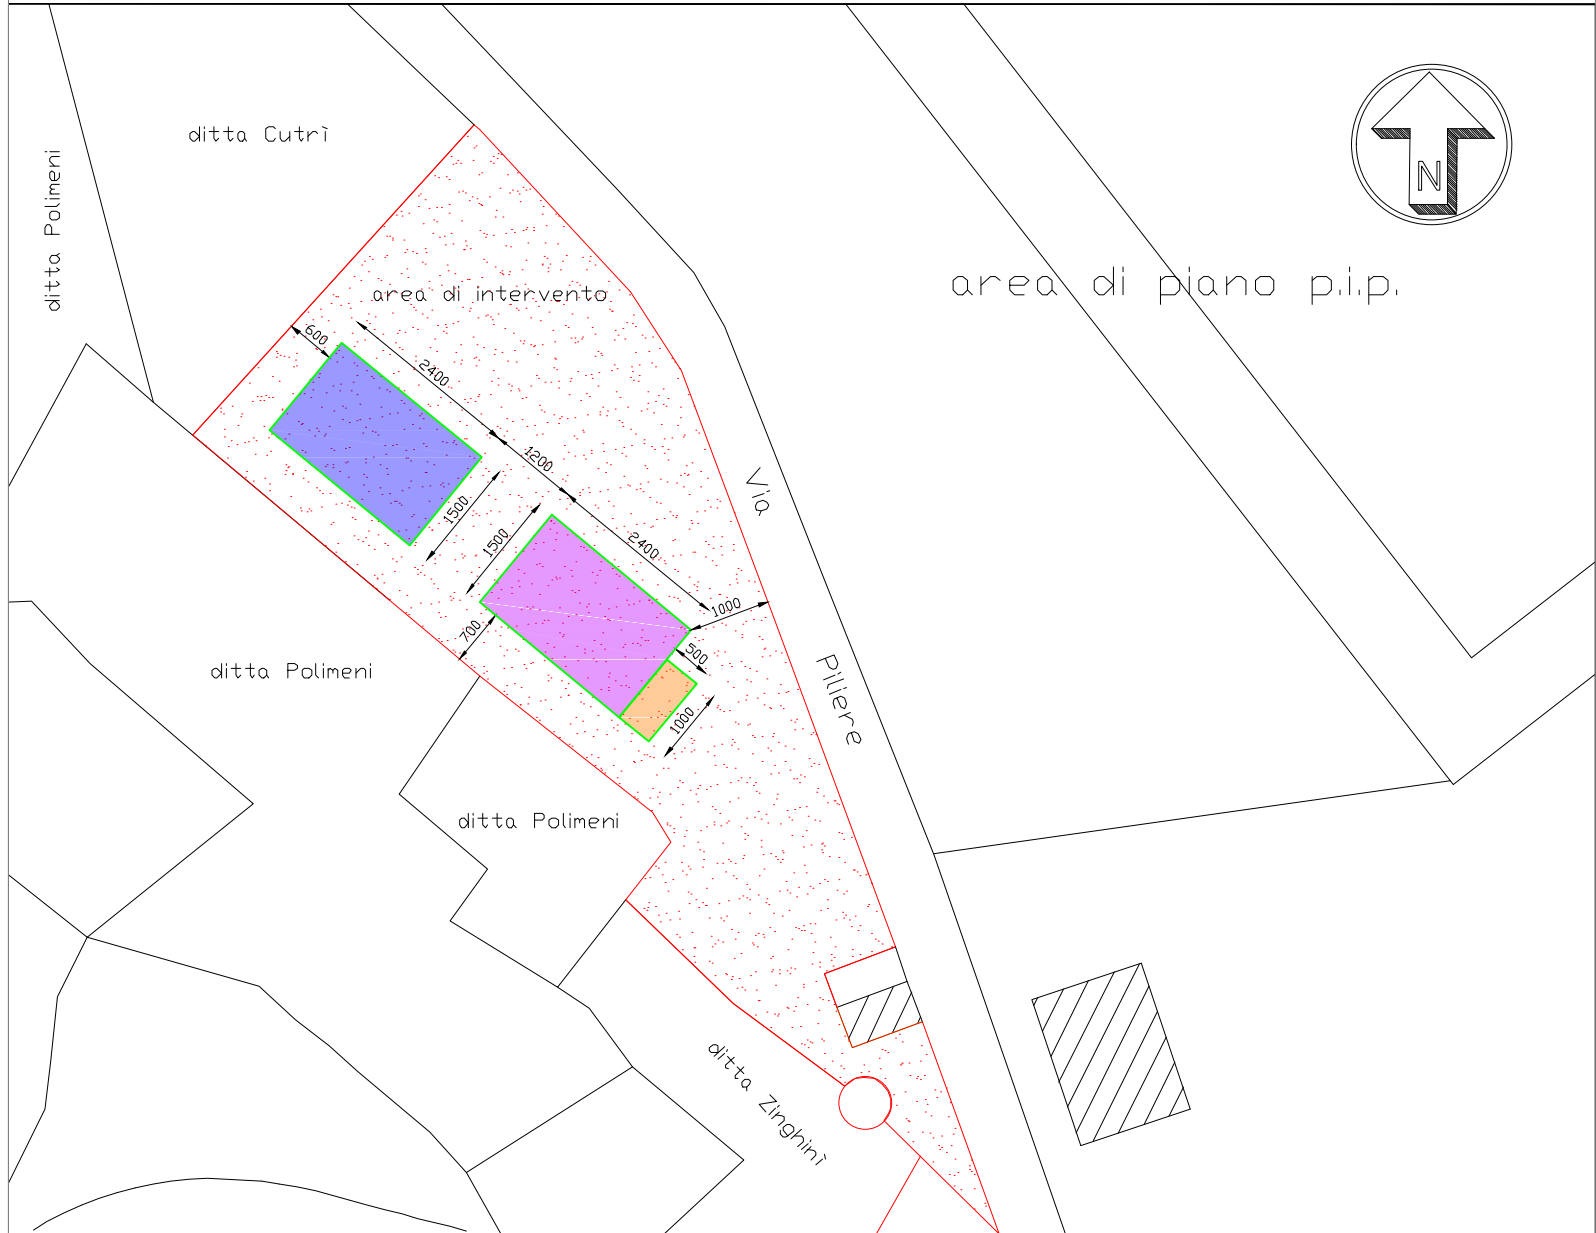 ditta Cutrì
ditta Polimeni
N
area di piano p.i.p.
area di intervento
600
2400
1200
1500
1500
2400
Via
Piliere
1000
700
500
1000
ditta Polimeni
ditta Polimeni
ditta Zinghinì